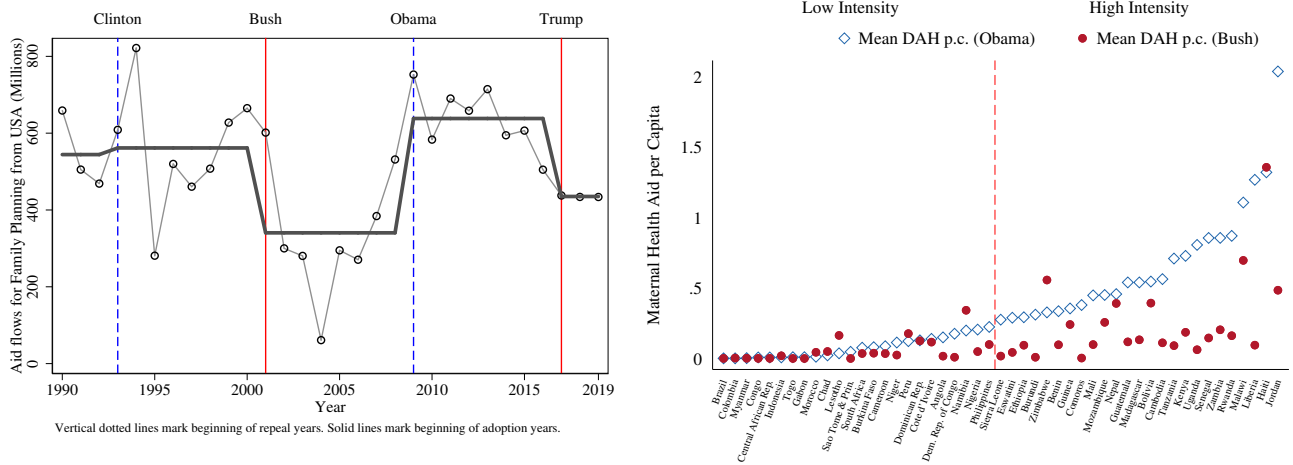 Clinton Bush Obama Trump
Aid flows for Family Planning from USA (Millions)
800
600
400
200
0
1990 1995 2000 2005 2010 2015 2019
Year
Vertical dotted lines mark beginning of repeal years. Solid lines mark beginning of adoption years.
Low Intensity High Intensity
Mean DAH p.c. (Obama) Mean DAH p.c. (Bush)
Maternal Health Aid per Capita
2
1.5
1
.5
0
Brazil
Colombia
Myanmar
Congo
Central African Rep.
Indonesia
Togo
Gabon
Morocco
Chad
Lesotho
Sao Tome & Prin.
South Africa
Burkina Faso
Cameroon
Niger
Peru
Dominican Rep.
Cote d'Ivoire
Angola
Dem. Rep. of Congo
Namibia
Nigeria
Philippines
Sierra Leone
Eswatini
Ethiopia
Burundi
Zimbabwe
Benin
Guinea
Comoros
Mali
Mozambique
Nepal
Guatemala
Madagascar
Bolivia
Cambodia
Tanzania
Kenya
Uganda
Senegal
Zambia
Rwanda
Malawi
Liberia
Haiti
Jordan